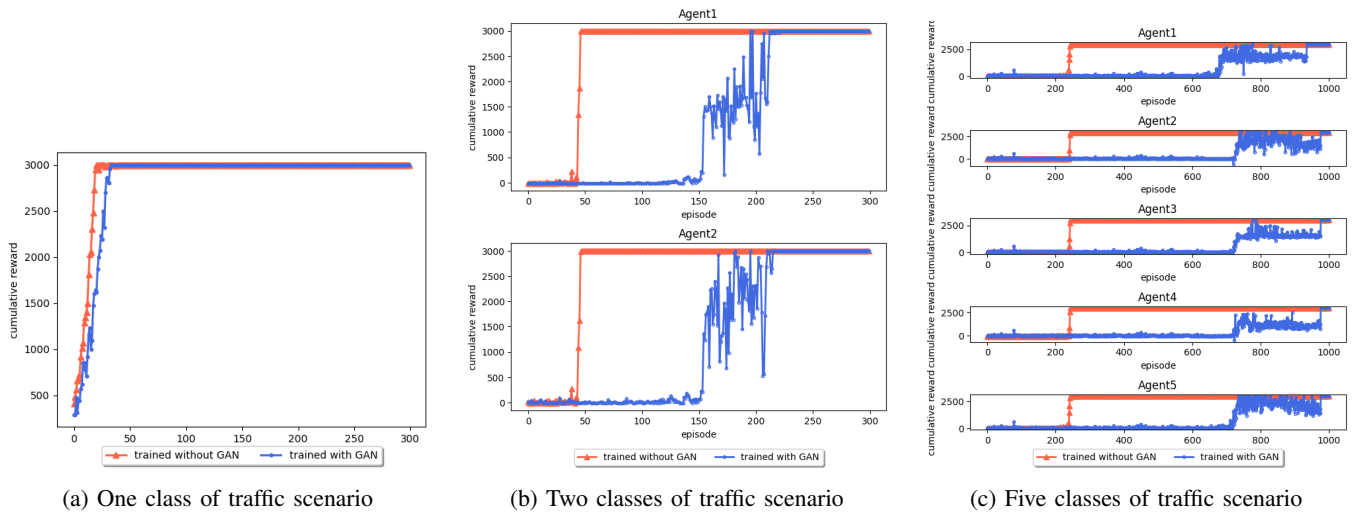 3000
2500
2000
1500
1000
500
cumulative reward
0
50
100
150
200
250
300
trained without GAN
trained with GAN
(a) One class of traffic scenario
Agent1
3000
2500
2000
1500
1000
500
0
cumulative reward
0
50
100
150
200
250
300
episode
Agent2
3000
2500
2000
1500
1000
500
0
cumulative reward
0
50
100
150
200
250
300
episode
trained without GAN
trained with GAN
(b) Two classes of traffic scenario
Agent1
2500
0
cumulative reward
0
200
400
600
800
1000
episode
Agent2
2500
0
cumulative reward
0
200
400
600
800
1000
episode
Agent3
2500
0
cumulative reward
0
200
400
600
800
1000
episode
Agent4
2500
0
cumulative reward
0
200
400
600
800
1000
episode
Agent5
2500
0
cumulative reward
0
200
400
600
800
1000
episode
trained without GAN
trained with GAN
(c) Five classes of traffic scenario